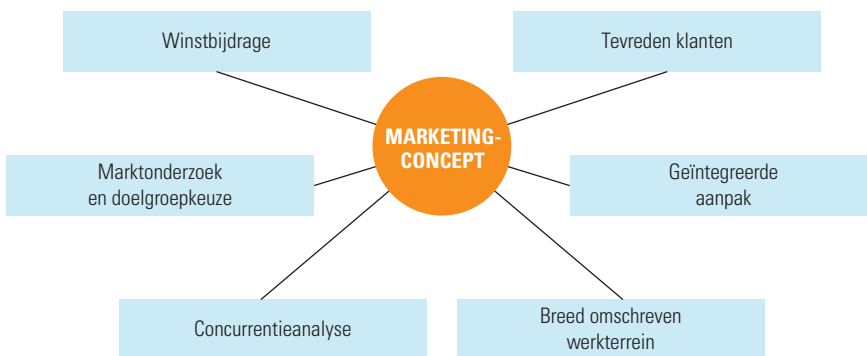 Winstbijdrage
Tevreden klanten
MARKETING-
CONCEPT
Marktonderzoek
en doelgroepkeuze
Geïntegreerde
aanpak
Concurrentieanalyse
Breed omschreven
werkterrein